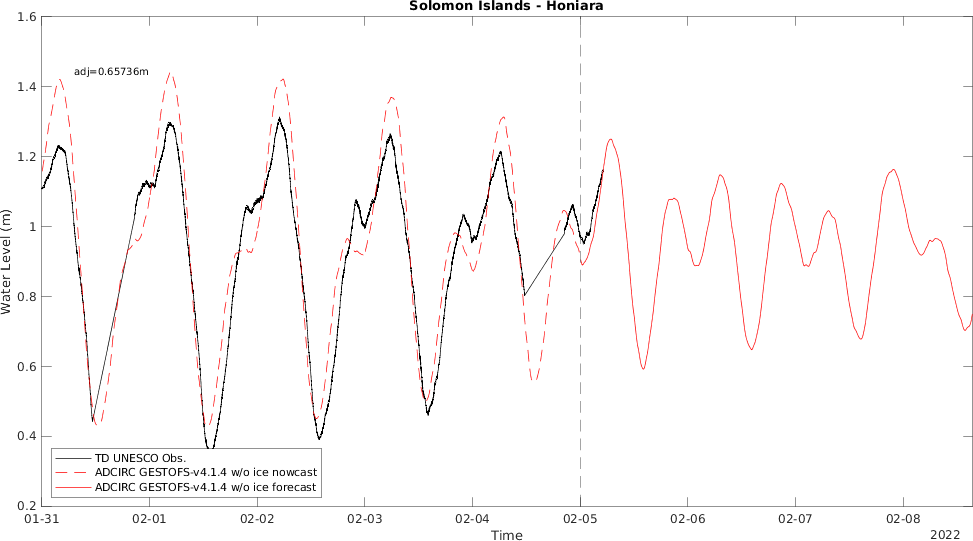 Solomon Islands - Honiara
1.6
1.4
1.2
1
0.8
0.6
0.4
0.2
Water Level (m)
adj=0.65736m
TD UNESCO Obs.
ADCIRC GESTOFS-v4.1.4 w/o ice nowcast
ADCIRC GESTOFS-v4.1.4 w/o ice forecast
01-31 02-01 02-02 02-03 02-04 02-05 02-06 02-07 02-08
Time
2022